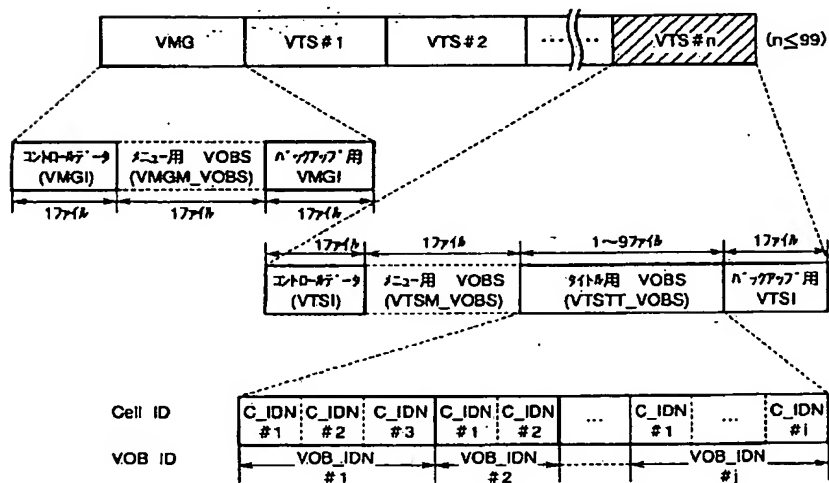 VMG VTS#1 VTS#2 ... ... VTS#n (n≦99)
コントロールデータ メニュー用 VOBS バックアップ用
(VMGI) (VMGM_VOBS) VMGI
1ファイル 1ファイル 1ファイル
1ファイル 1ファイル 1〜9ファイル 1ファイル
コントロールデータ メニュー用 VOBS タイトル用 VOBS バックアップ用
(VTSI) (VTSM_VOBS) (VTSTT_VOBS) VTSI
Cell ID C_IDN C_IDN C_IDN C_IDN C_IDN ... C_IDN ... C_IDN
#1 #2 #3 #1 #2 #1 #i
VOB ID VOB_IDN VOB_IDN VOB_IDN
#1 #2 #j